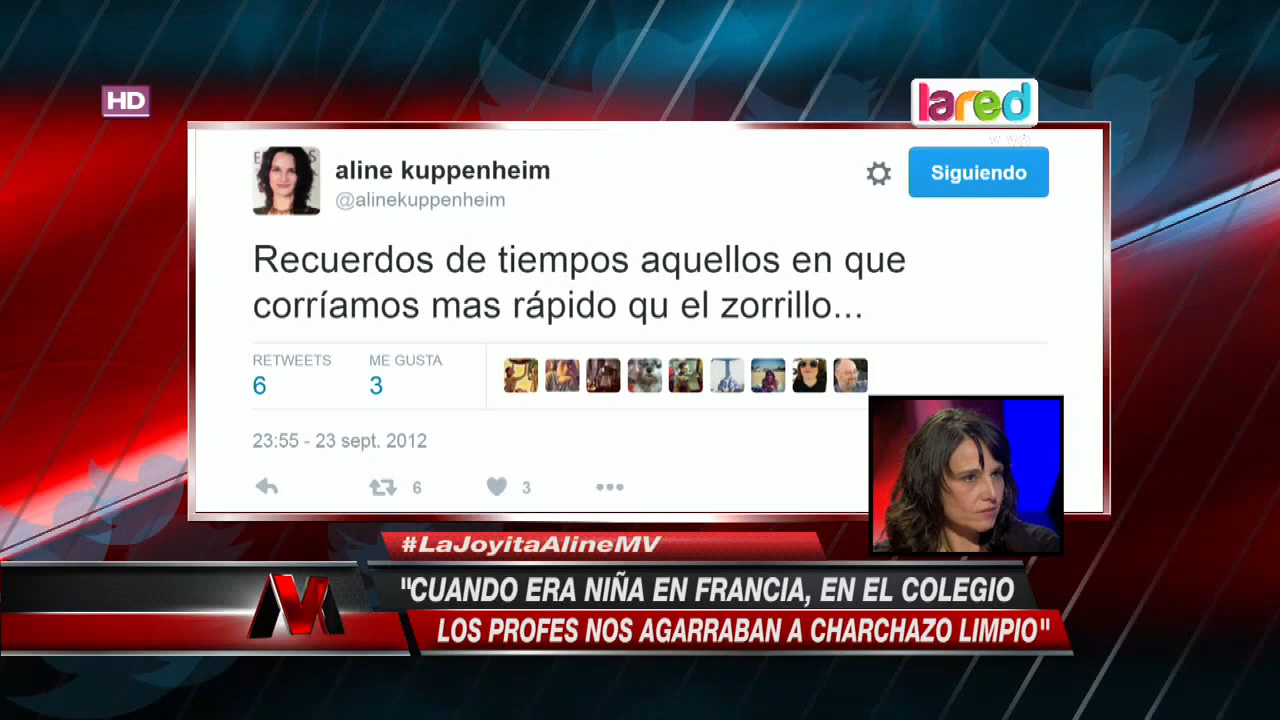 HD
lared
aline kuppenheim
@alinekuppenheim
Siguiendo
Recuerdos de tiempos aquellos en que
corríamos mas rápido qu el zorrillo...
RETWEETS
ME GUSTA
6
3
23:55 - 23 sept. 2012
6
3
#LaJoyitaAlineMV
"CUANDO ERA NIÑA EN FRANCIA, EN EL COLEGIO
LOS PROFES NOS AGARRABAN A CHARCHAZO LIMPIO"